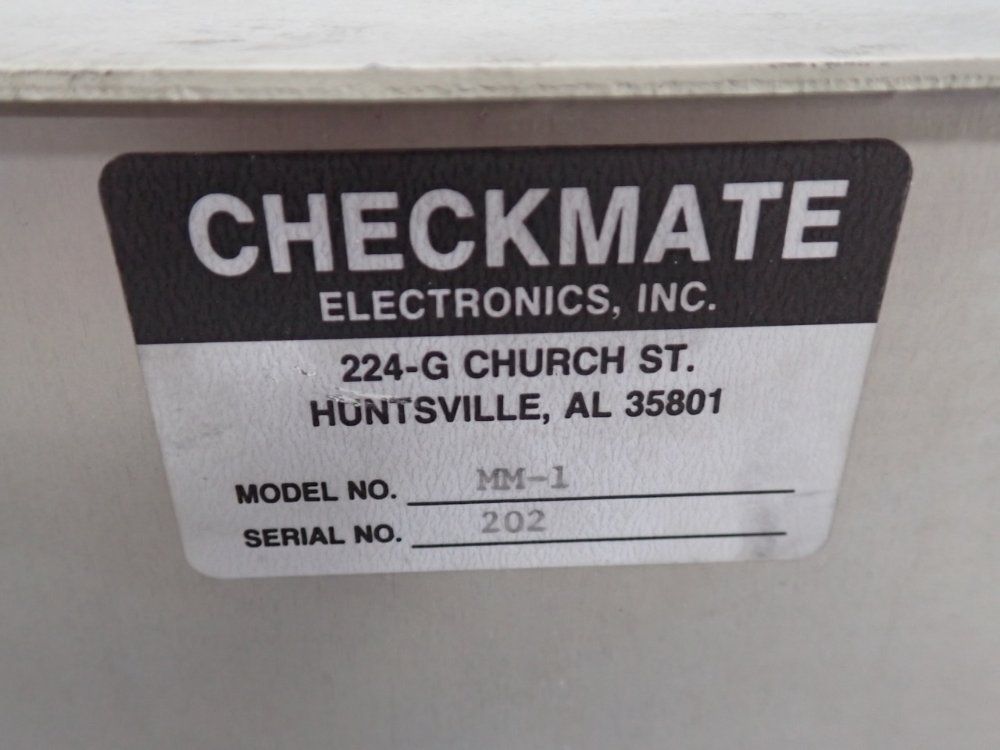 CHECKMATE
ELECTRONICS, INC.
224-G CHURCH ST.
HUNTSVILLE, AL 35801
MODEL NO. MM-1
SERIAL NO. 202